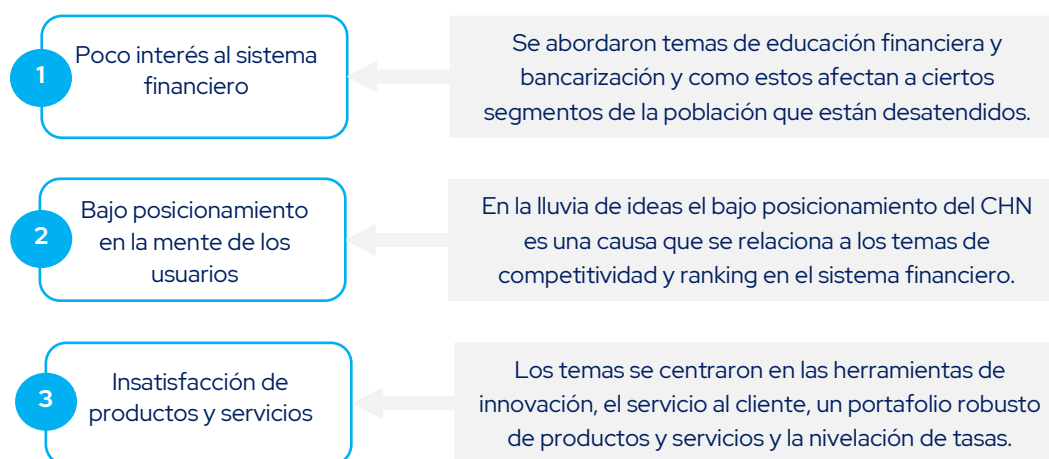 1
Poco interés al sistema
financiero
Se abordaron temas de educación financiera y
bancarización y como estos afectan a ciertos
segmentos de la población que están desatendidos.
2
Bajo posicionamiento
en la mente de los
usuarios
En la lluvia de ideas el bajo posicionamiento del CHN
es una causa que se relaciona a los temas de
competitividad y ranking en el sistema financiero.
3
Insatisfacción de
productos y servicios
Los temas se centraron en las herramientas de
innovación, el servicio al cliente, un portafolio robusto
de productos y servicios y la nivelación de tasas.